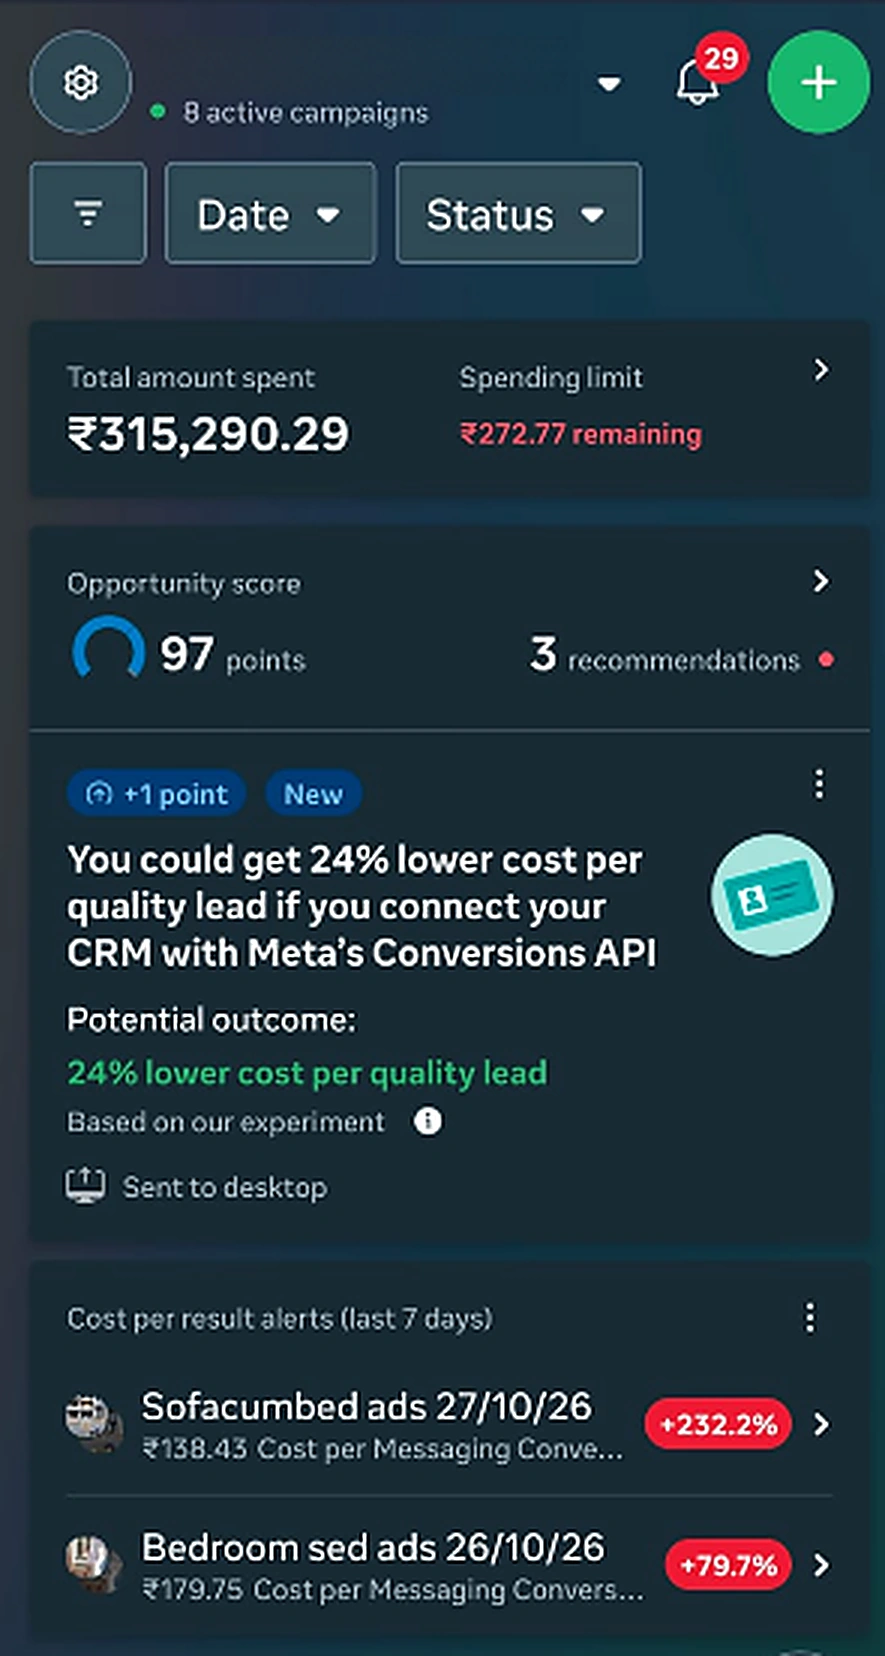 29
8 active campaigns
Date
Status
Total amount spent
Spending limit
₹315,290.29
₹272.77 remaining
Opportunity score
97 points
3 recommendations
+1 point
New
You could get 24% lower cost per
quality lead if you connect your
CRM with Meta's Conversions API
Potential outcome:
24% lower cost per quality lead
Based on our experiment
Sent to desktop
Cost per result alerts (last 7 days)
Sofacumbed ads 27/10/26
+232.2%
₹138.43 Cost per Messaging Conve...
Bedroom sed ads 26/10/26
+79.7%
₹179.75 Cost per Messaging Convers...